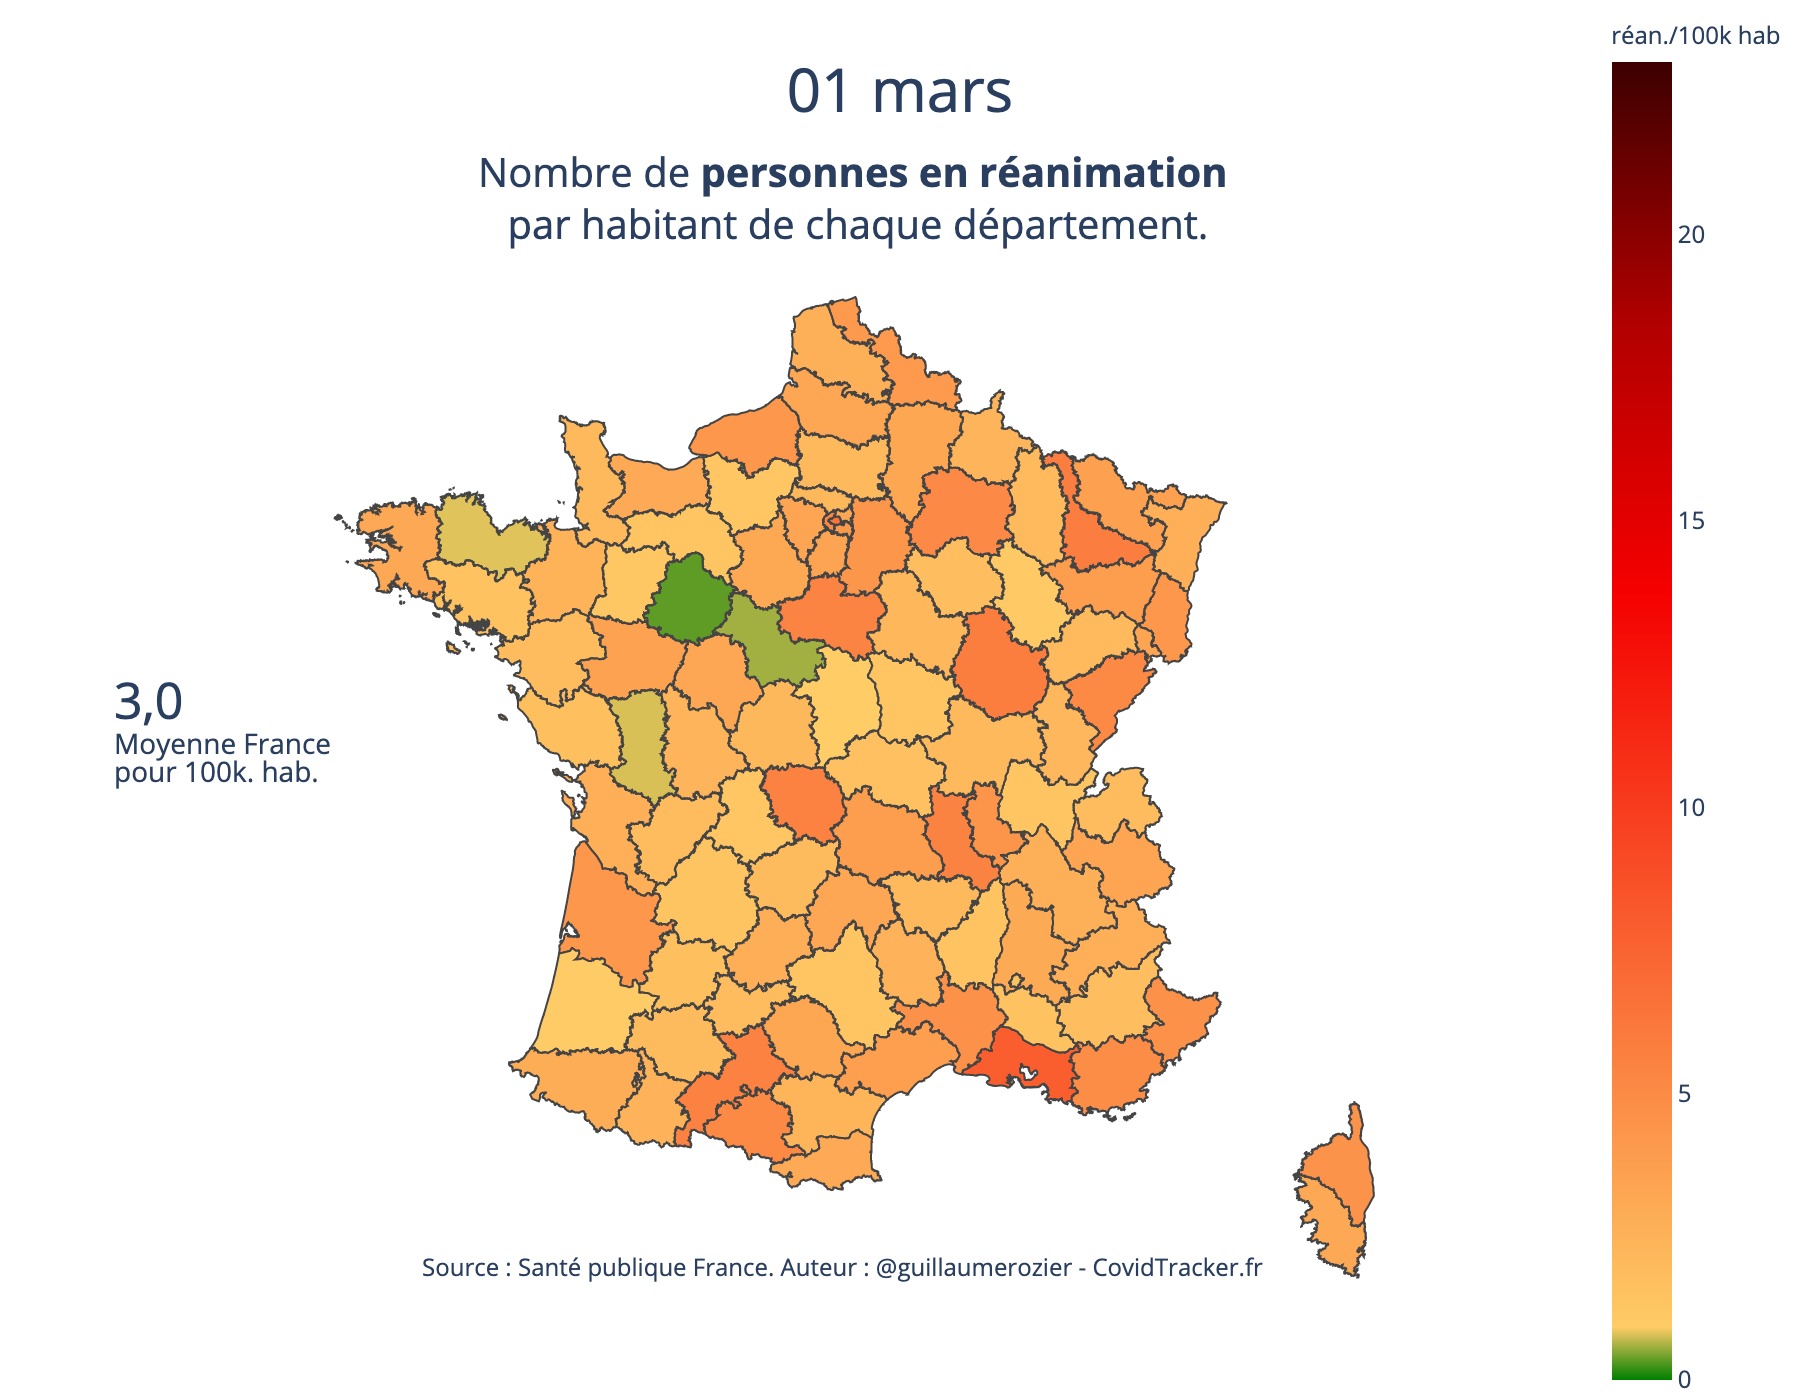 réan./100k hab
01 mars
Nombre de personnes en réanimation
par habitant de chaque département.
20
15
3,0
Moyenne France
pour 100k. hab.
10
5
Source : Santé publique France. Auteur : @guillaumerozier - CovidTracker.fr
0